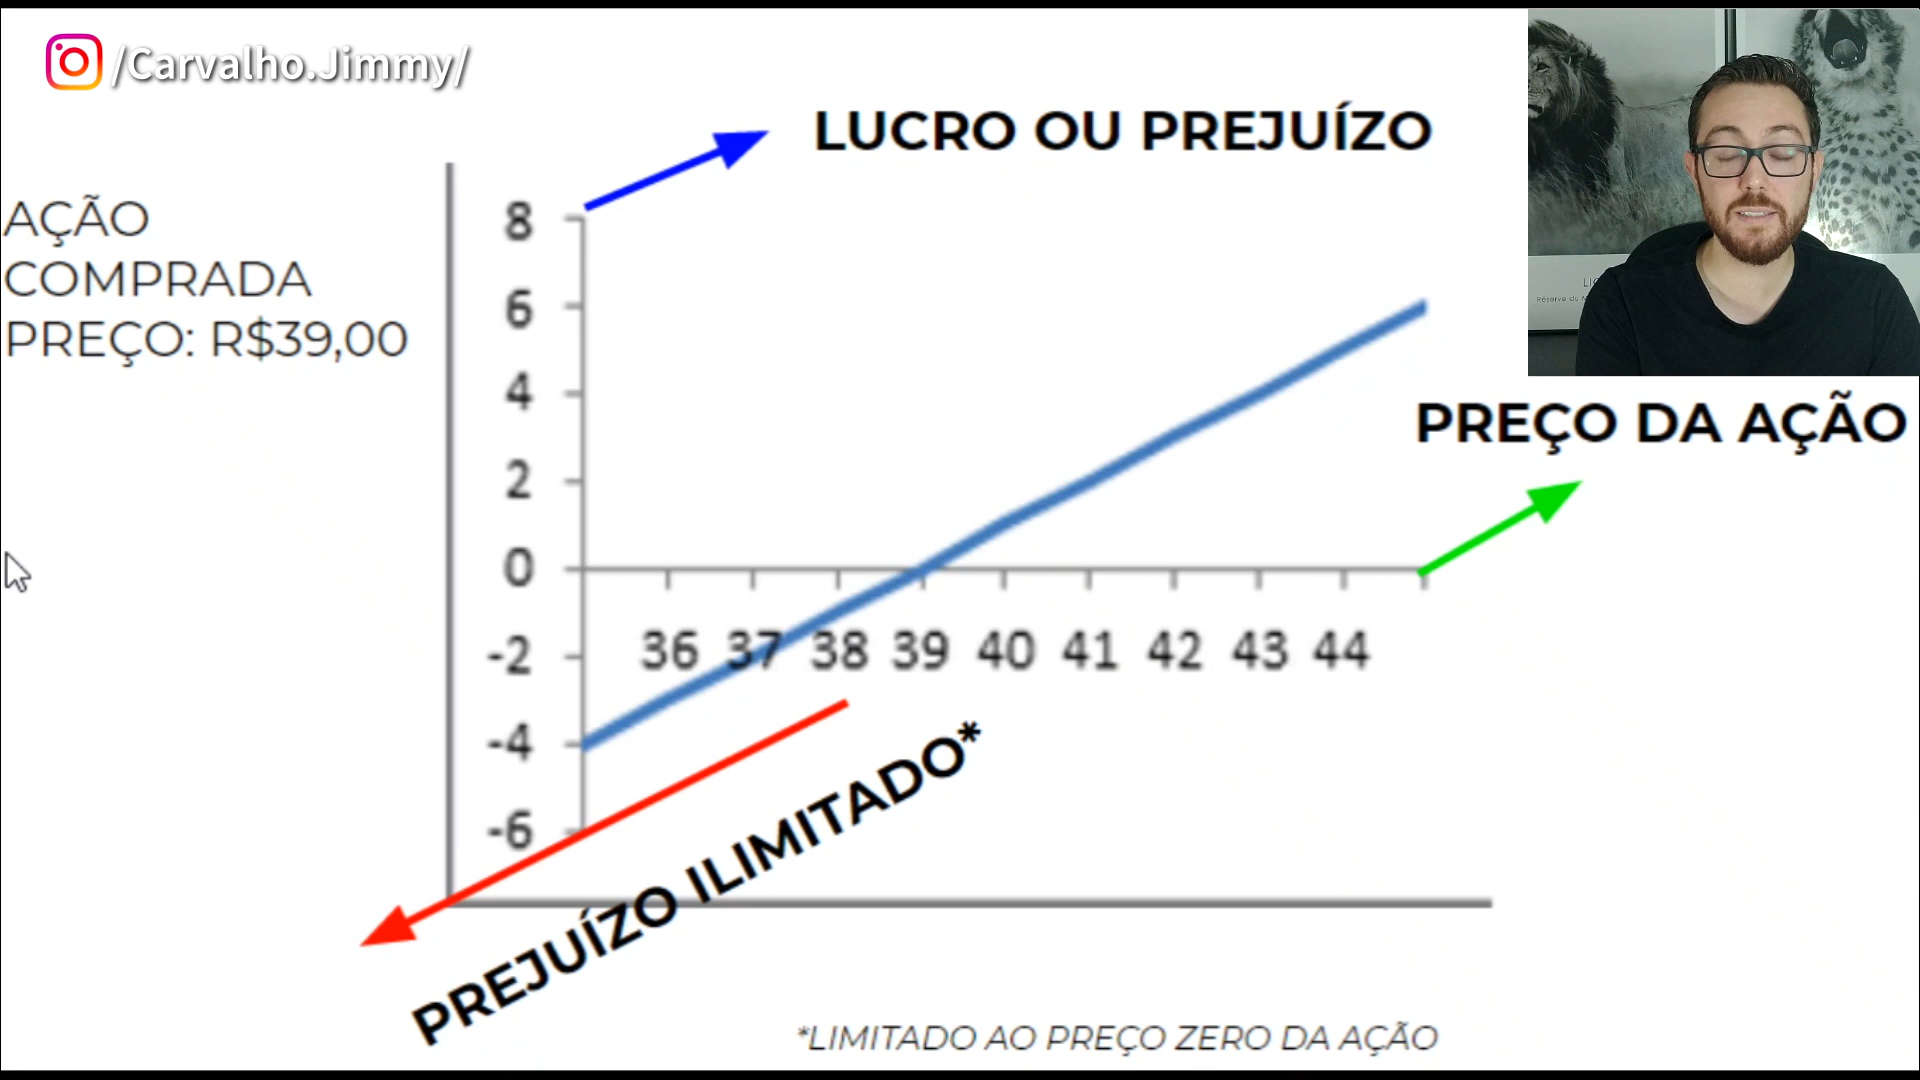 /Carvalho.Jimmy/
LUCRO OU PREJUÍZO
AÇÃO
COMPRADA
PREÇO: R$39,00
PREÇO DA AÇÃO
8
6
4
2
0
-2
-4
-6
36 37 38 39 40 41 42 43 44
PREJUÍZO ILIMITADO*
*LIMITADO AO PREÇO ZERO DA AÇÃO